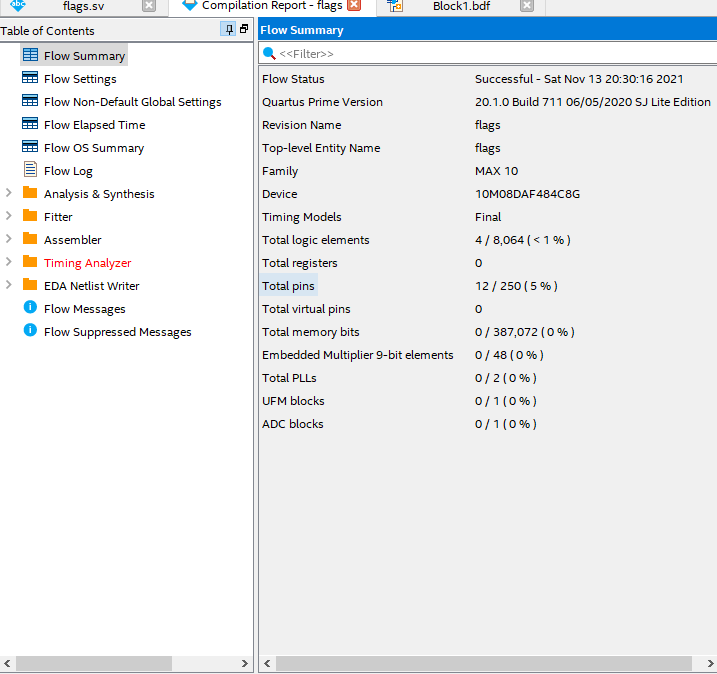 abc flags.sv Compilation Report - flags Block1.bdf
Table of Contents
Flow Summary
Flow Settings
Flow Non-Default Global Settings
Flow Elapsed Time
Flow OS Summary
Flow Log
Analysis & Synthesis
Fitter
Assembler
Timing Analyzer
EDA Netlist Writer
Flow Messages
Flow Suppressed Messages
Flow Summary
<<Filter>>
Flow Status Successful - Sat Nov 13 20:30:16 2021
Quartus Prime Version 20.1.0 Build 711 06/05/2020 SJ Lite Edition
Revision Name flags
Top-level Entity Name flags
Family MAX 10
Device 10M08DAF484C8G
Timing Models Final
Total logic elements 4 / 8,064 ( < 1 % )
Total registers 0
Total pins 12 / 250 ( 5 % )
Total virtual pins 0
Total memory bits 0 / 387,072 ( 0 % )
Embedded Multiplier 9-bit elements 0 / 48 ( 0 % )
Total PLLs 0 / 2 ( 0 % )
UFM blocks 0 / 1 ( 0 % )
ADC blocks 0 / 1 ( 0 % )